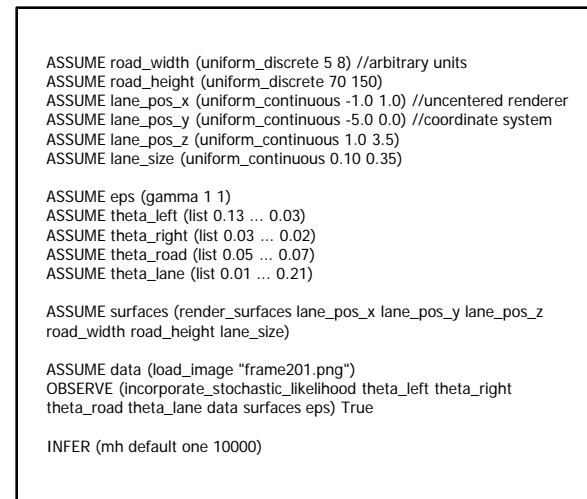 ASSUME road_width (uniform_discrete 5 8) //arbitrary units
ASSUME road_height (uniform_discrete 70 150)
ASSUME lane_pos_x (uniform_continuous -1.0 1.0) //uncentered renderer
ASSUME lane_pos_y (uniform_continuous -5.0 0.0) //coordinate system
ASSUME lane_pos_z (uniform_continuous 1.0 3.5)
ASSUME lane_size (uniform_continuous 0.10 0.35)
ASSUME eps (gamma 1 1)
ASSUME theta_left (list 0.13 ... 0.03)
ASSUME theta_right (list 0.03 ... 0.02)
ASSUME theta_road (list 0.05 ... 0.07)
ASSUME theta_lane (list 0.01 ... 0.21)
ASSUME surfaces (render_surfaces lane_pos_x lane_pos_y lane_pos_z
road_width road_height lane_size)
ASSUME data (load_image "frame201.png")
OBSERVE (incorporate_stochastic_likelihood theta_left theta_right
theta_road theta_lane data surfaces eps) True
INFER (mh default one 10000)